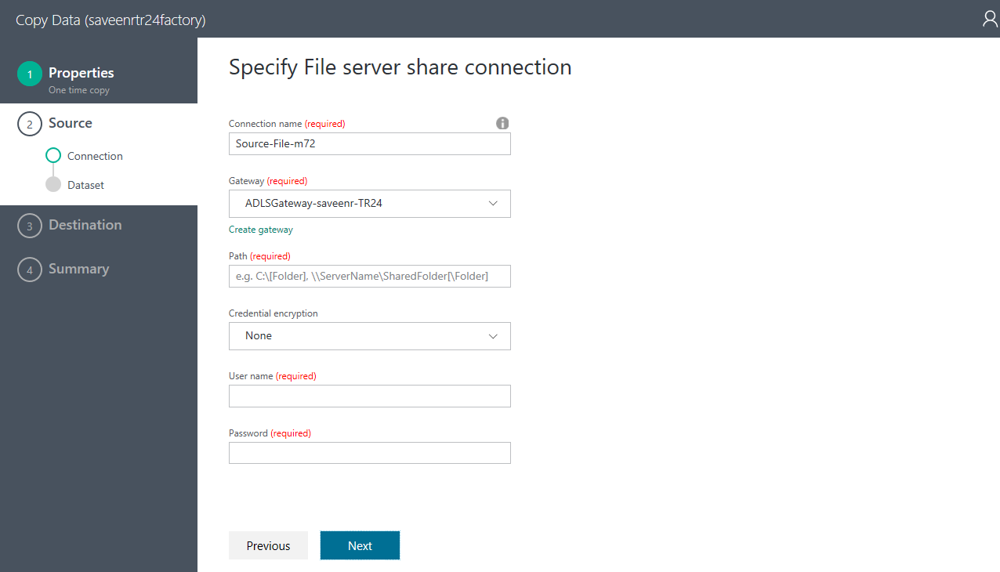 Copy Data (saveenrtr24factory)
1 Properties
One time copy
2 Source
Connection
Dataset
3 Destination
4 Summary
Specify File server share connection
Connection name (required)
Source-File-m72
Gateway (required)
ADLSGateway-saveenr-TR24
Create gateway
Path (required)
e.g. C:\[Folder], \\ServerName\SharedFolder[\Folder]
Credential encryption
None
User name (required)
Password (required)
Previous Next